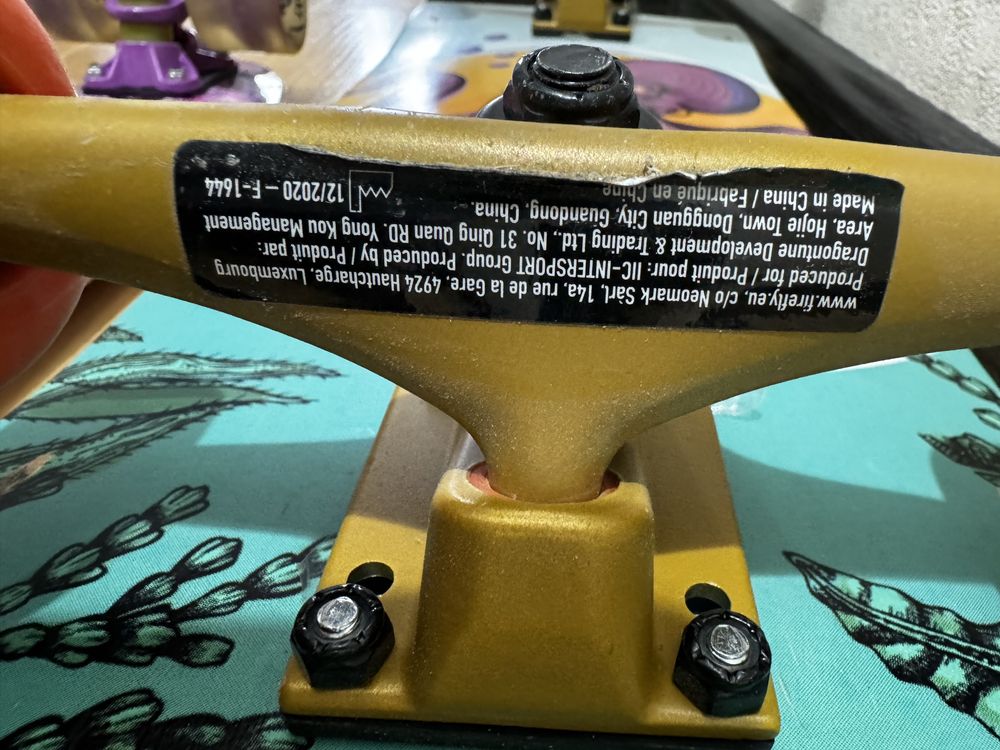 www.firefly.eu, c/o Neomark Sàrl, 14a, rue de la Gare, 4924 Hautcharge, Luxembourg
Produced for / Produit pour: IIC-INTERSPORT Group. Produced by / Produit par:
Dragontune Development & Trading Ltd., No. 31 Qing Quan RD. Yong Kou Management
Area, Hojie Town, Dongguan City, Guandong, China.
Made in China / Fabriqué en Chine 12/2020 – F-1644